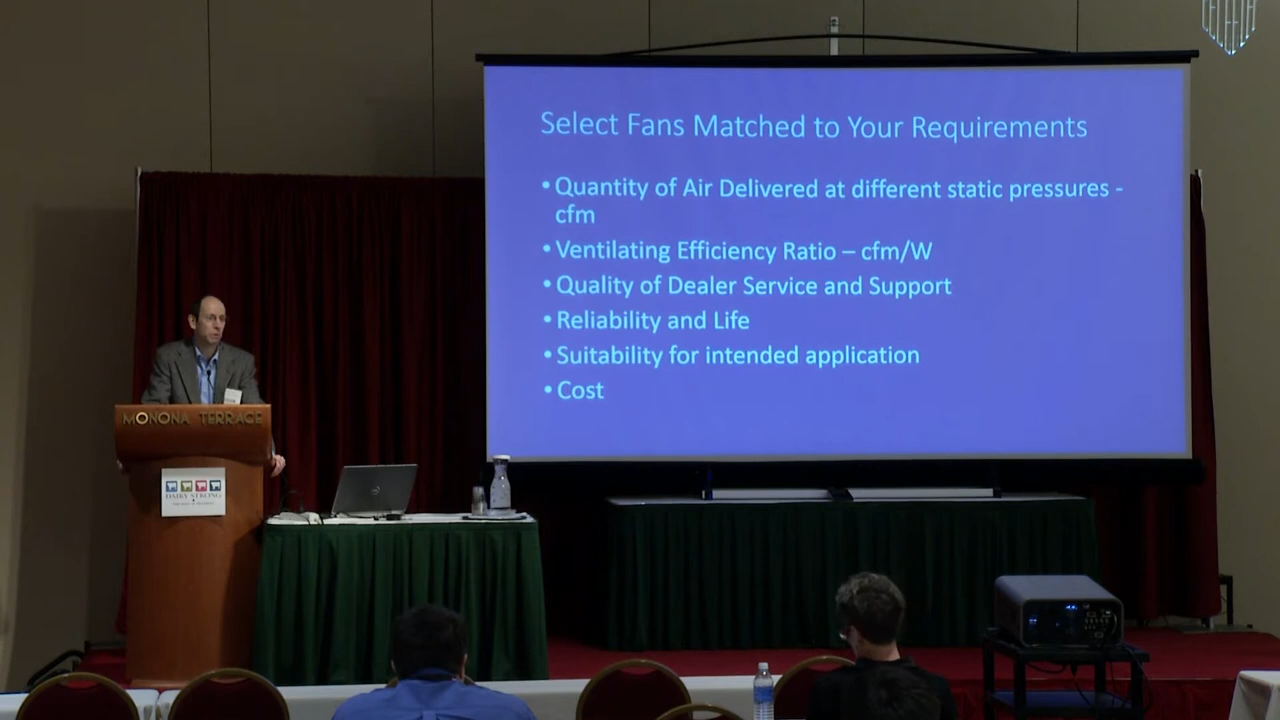 Select Fans Matched to Your Requirements
• Quantity of Air Delivered at different static pressures -
cfm
• Ventilating Efficiency Ratio – cfm/W
• Quality of Dealer Service and Support
• Reliability and Life
• Suitability for intended application
• Cost
MONONA TERRACE
DAIRY STRONG